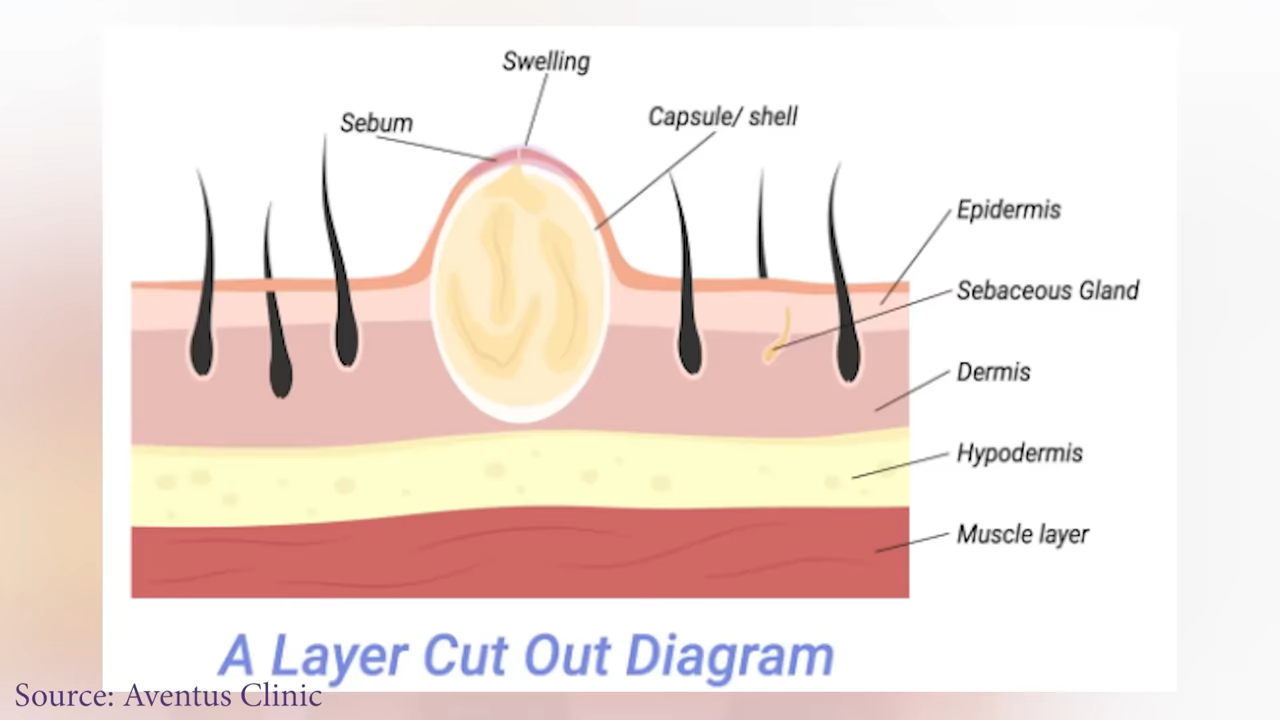 Swelling
Sebum
Capsule/ shell
Epidermis
Sebaceous Gland
Dermis
Hypodermis
Muscle layer
A Layer Cut Out Diagram
Source: Aventus Clinic